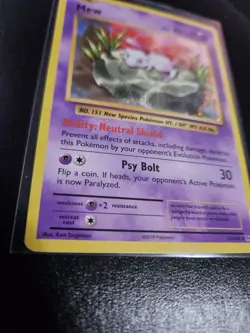 Mew
NO. 151 New Species Pokémon HT: 1'04" WT: 8.8 lbs
Ability: Neutral Shield
Prevent all effects of attacks, including damage, done to
this Pokémon by your opponent's Evolution Pokémon.
Psy Bolt 30
Flip a coin. If heads, your opponent's Active Pokémon
is now Paralyzed.
weakness ×2 resistance
retreat
cost
Illus.